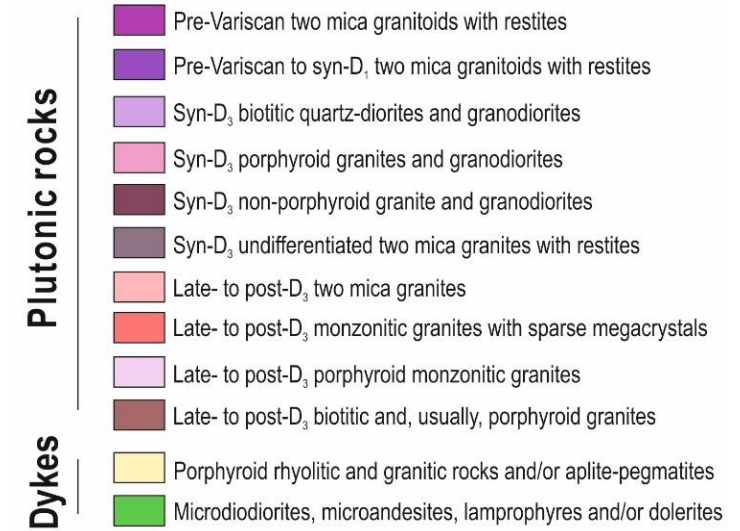 Plutonic rocks
Pre-Variscan two mica granitoids with restites
Pre-Variscan to syn-D₁ two mica granitoids with restites
Syn-D₃ biotitic quartz-diorites and granodiorites
Syn-D₃ porphyroid granites and granodiorites
Syn-D₃ non-porphyroid granite and granodiorites
Syn-D₃ undifferentiated two mica granites with restites
Late- to post-D₃ two mica granites
Late- to post-D₃ monzonitic granites with sparse megacrystals
Late- to post-D₃ porphyroid monzonitic granites
Late- to post-D₃ biotitic and, usually, porphyroid granites
Dykes
Porphyroid rhyolitic and granitic rocks and/or aplite-pegmatites
Microdiodiorites, microandesites, lamprophyres and/or dolerites